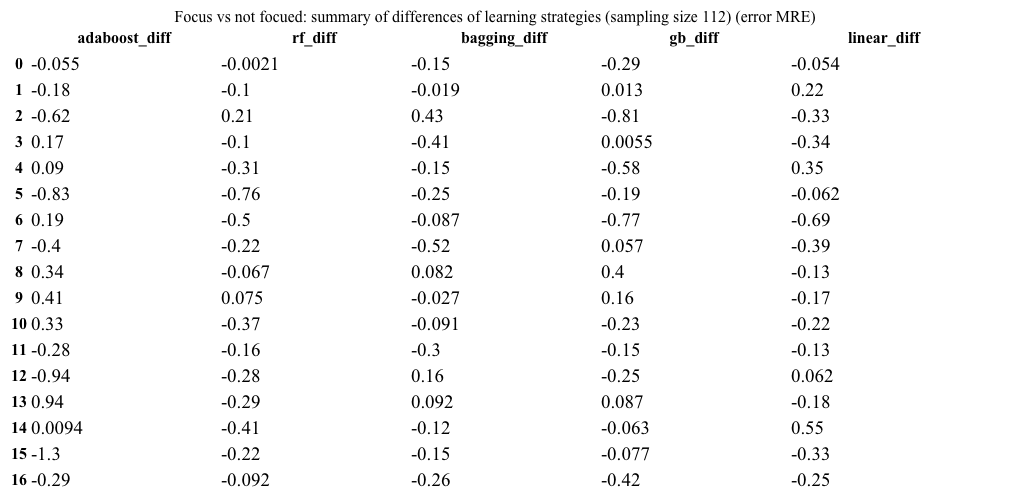 Focus vs not focued: summary of differences of learning strategies (sampling size 112) (error MRE)
adaboost_diff rf_diff bagging_diff gb_diff linear_diff
0 -0.055 -0.0021 -0.15 -0.29 -0.054
1 -0.18 -0.1 -0.019 0.013 0.22
2 -0.62 0.21 0.43 -0.81 -0.33
3 0.17 -0.1 -0.41 0.0055 -0.34
4 0.09 -0.31 -0.15 -0.58 0.35
5 -0.83 -0.76 -0.25 -0.19 -0.062
6 0.19 -0.5 -0.087 -0.77 -0.69
7 -0.4 -0.22 -0.52 0.057 -0.39
8 0.34 -0.067 0.082 0.4 -0.13
9 0.41 0.075 -0.027 0.16 -0.17
10 0.33 -0.37 -0.091 -0.23 -0.22
11 -0.28 -0.16 -0.3 -0.15 -0.13
12 -0.94 -0.28 0.16 -0.25 0.062
13 0.94 -0.29 0.092 0.087 -0.18
14 0.0094 -0.41 -0.12 -0.063 0.55
15 -1.3 -0.22 -0.15 -0.077 -0.33
16 -0.29 -0.092 -0.26 -0.42 -0.25